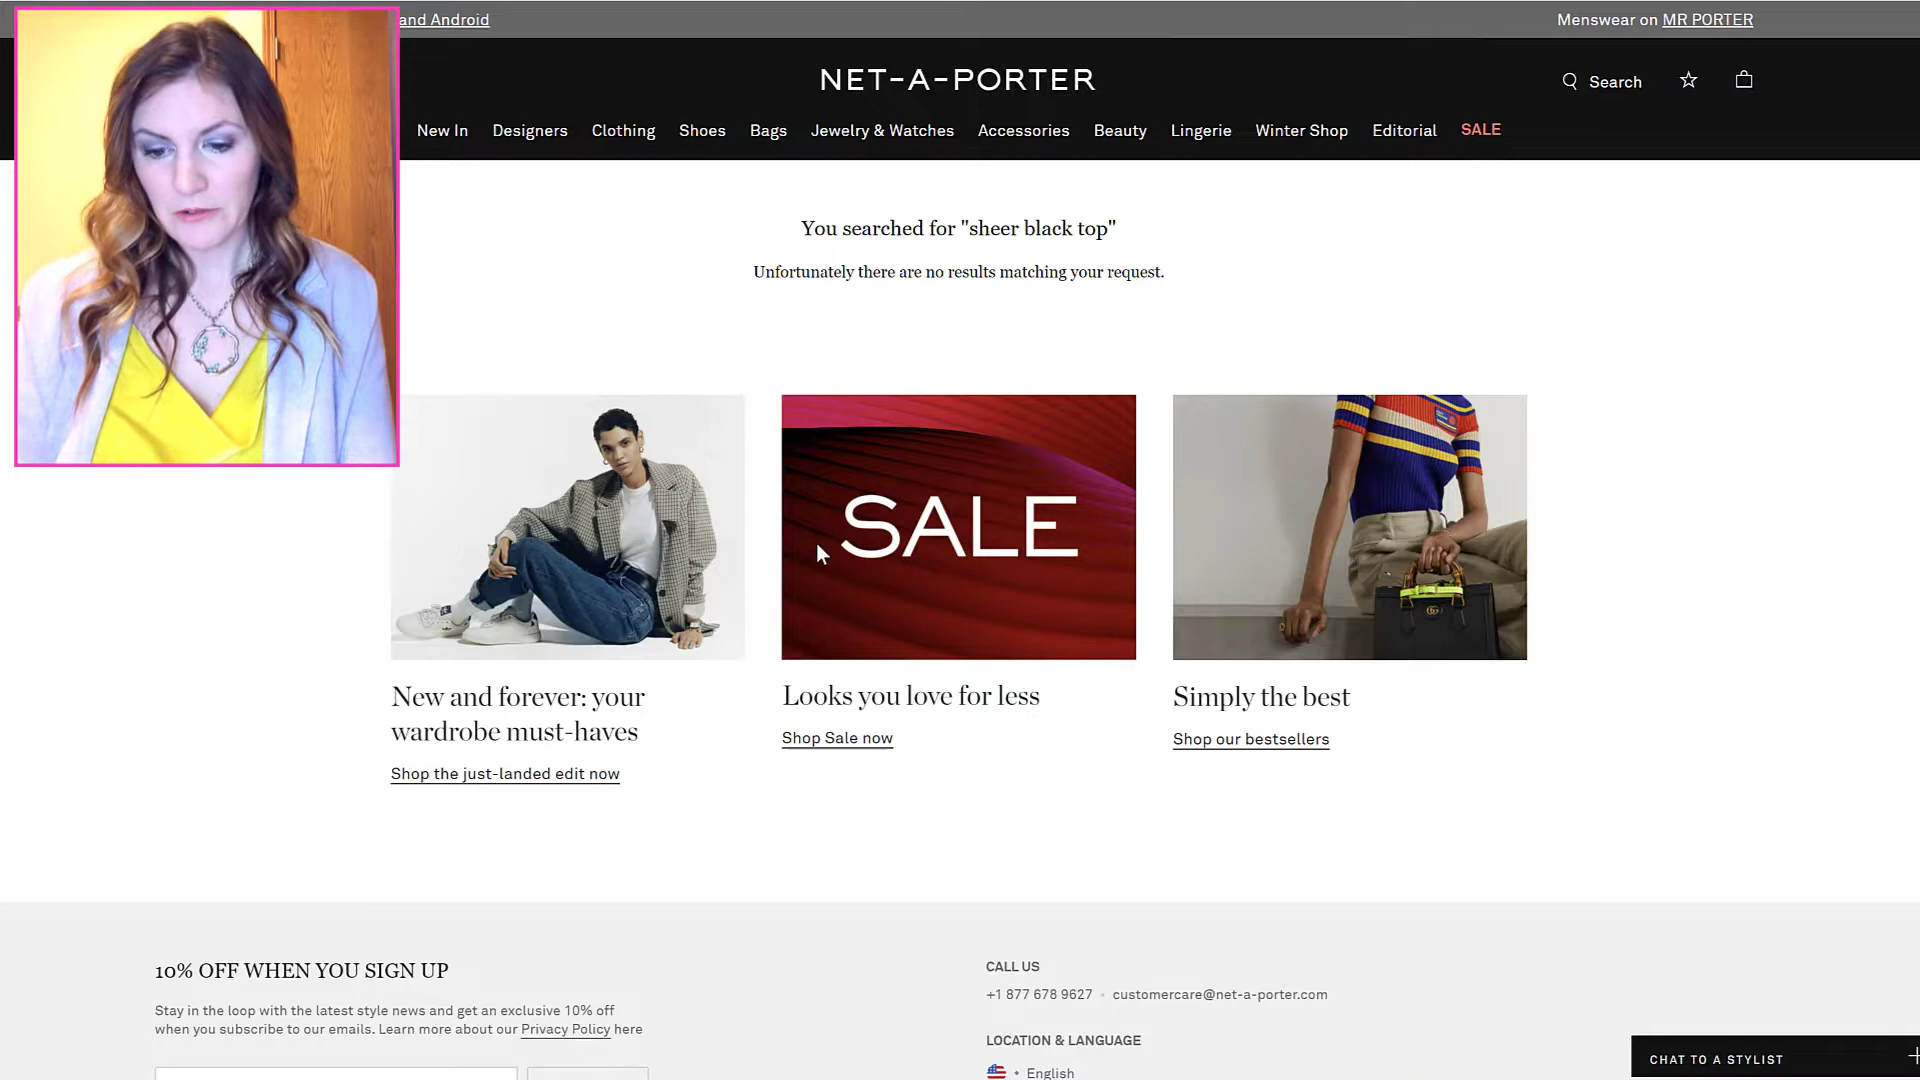 and Android
Menswear on MR PORTER
NET-A-PORTER
Search
New In Designers Clothing Shoes Bags Jewelry & Watches Accessories Beauty Lingerie Winter Shop Editorial SALE
You searched for "sheer black top"
Unfortunately there are no results matching your request.
SALE
New and forever: your
wardrobe must-haves
Shop the just-landed edit now
Looks you love for less
Shop Sale now
Simply the best
Shop our bestsellers
10% OFF WHEN YOU SIGN UP
Stay in the loop with the latest style news and get an exclusive 10% off
when you subscribe to our emails. Learn more about our Privacy Policy here
CALL US
+1 877 678 9627 • customercare@net-a-porter.com
LOCATION & LANGUAGE
• English
CHAT TO A STYLIST +